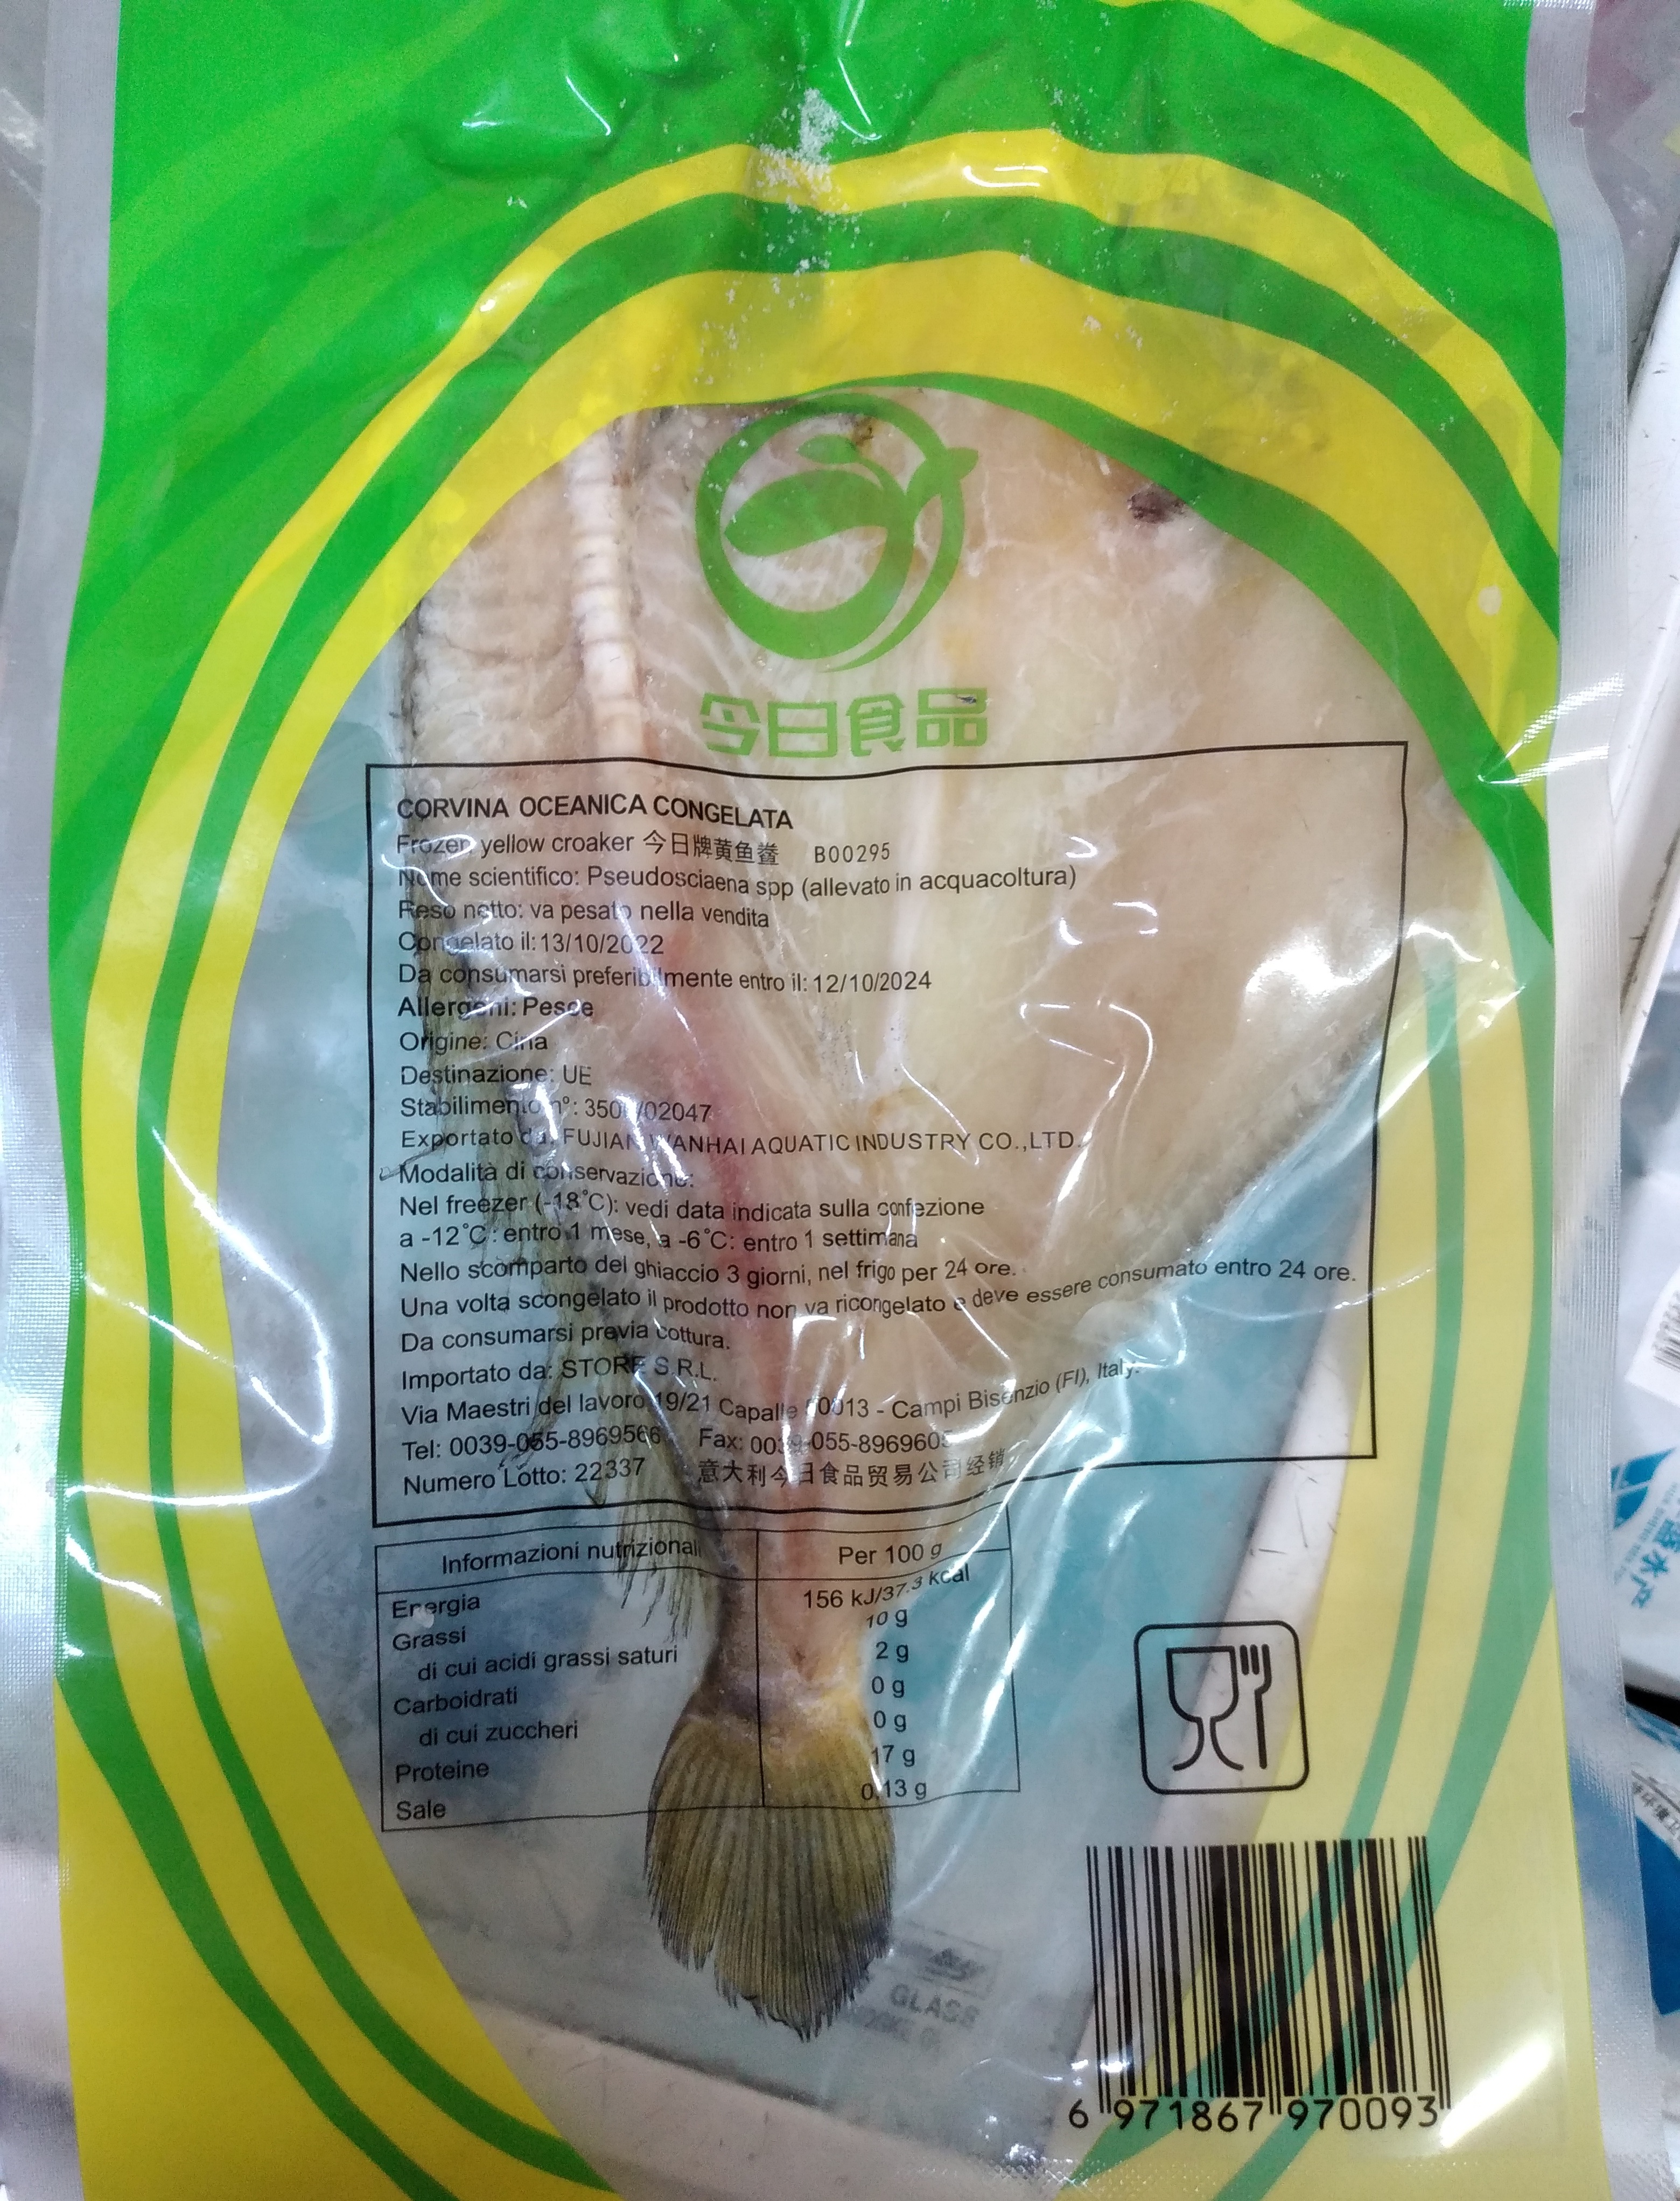 今日食品
CORVINA OCEANICA CONGELATA
Frozen yellow croaker 今日牌黄鱼鲞 B00295
Nome scientifico: Pseudosciaena spp (allevato in acquacoltura)
Peso netto: va pesato nella vendita
Congelato il: 13/10/2022
Da consumarsi preferibilmente entro il: 12/10/2024
Allergeni: Pesce
Origine: Cina
Destinazione: UE
Stabilimento n°:
Exportato da: FUJIAN WANHAI AQUATIC INDUSTRY CO.,LTD.
Modalità di conservazione:
Nel freezer (-18°C): vedi data indicata sulla confezione
a -12°C: entro 1 mese, a -6°C: entro 1 settimana
Nello scomparto del ghiaccio 3 giorni, nel frigo per 24 ore.
Una volta scongelato il prodotto non va ricongelato e deve essere consumato entro 24 ore.
Da consumarsi previa cottura.
Importato da: STORE S.R.L.
Via Maestri del lavoro 19/21 Capalle 50013 - Campi Bisenzio (FI), Italy.
Tel: 0039-055-8969566 Fax: 0039-055-8969605
Numero Lotto: 22337 意大利今日食品贸易公司经销
Informazioni nutrizionali Per 100 g
Energia 156 kJ/37.3 kcal
Grassi 10 g
di cui acidi grassi saturi 2 g
Carboidrati 0 g
di cui zuccheri 0 g
Proteine 17 g
Sale 0.13 g
GLASS
6 971867 970093